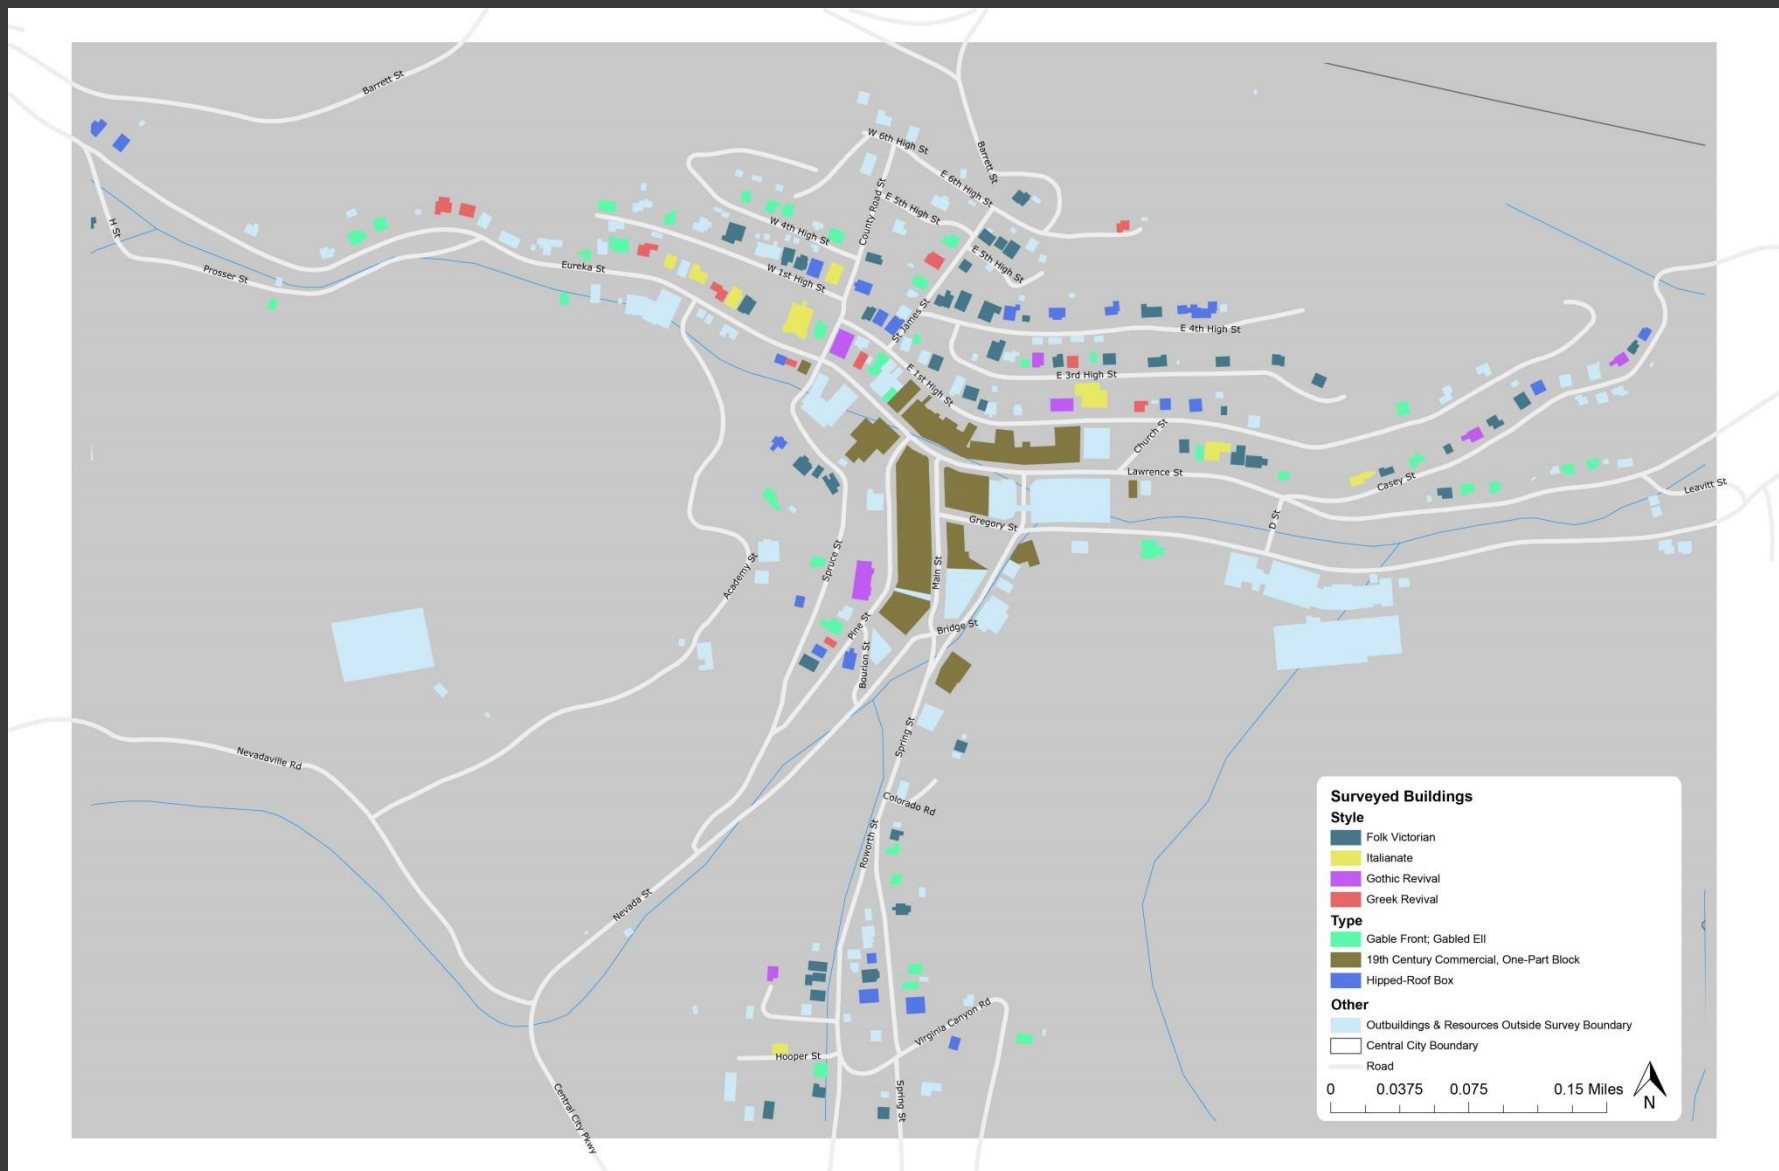 Barrett St
W 6th High St
Barrett St
E 6th High St
County Road St
E 5th High St
H St
W 4th High St
E 5th High St
Prosser St
Eureka St
W 1st High St
St James St
E 4th High St
E 3rd High St
E 1st High St
Church St
Lawrence St
Casey St
Leavitt St
Gregory St
D St
Spruce St
Academy St
Main St
Pine St
Bridge St
Bourion St
Spring St
Nevadaville Rd
Colorado Rd
Roworth St
Nevada St
Virginia Canyon Rd
Hooper St
Spring St
Central City Pkwy
Surveyed Buildings
Style
Folk Victorian
Italianate
Gothic Revival
Greek Revival
Type
Gable Front; Gabled Ell
19th Century Commercial, One-Part Block
Hipped-Roof Box
Other
Outbuildings & Resources Outside Survey Boundary
Central City Boundary
Road
0 0.0375 0.075 0.15 Miles
N